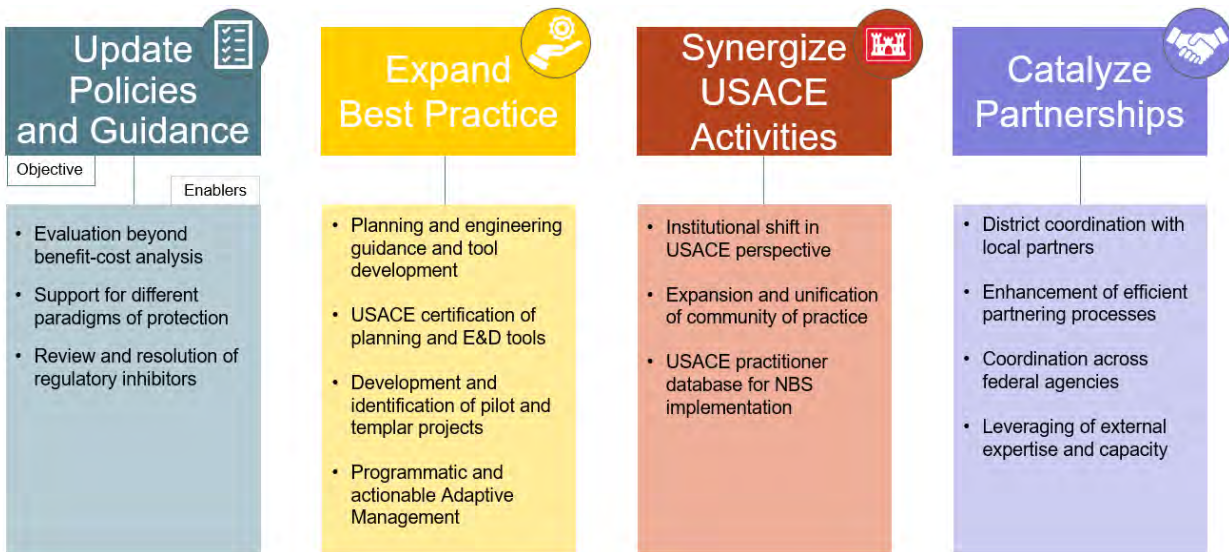 Update
Policies
and Guidance
Objective
Enablers
• Evaluation beyond
benefit-cost analysis
• Support for different
paradigms of protection
• Review and resolution of
regulatory inhibitors
Expand
Best Practice
• Planning and engineering
guidance and tool
development
• USACE certification of
planning and E&D tools
• Development and
identification of pilot and
templar projects
• Programmatic and
actionable Adaptive
Management
Synergize
USACE
Activities
• Institutional shift in
USACE perspective
• Expansion and unification
of community of practice
• USACE practitioner
database for NBS
implementation
Catalyze
Partnerships
• District coordination with
local partners
• Enhancement of efficient
partnering processes
• Coordination across
federal agencies
• Leveraging of external
expertise and capacity